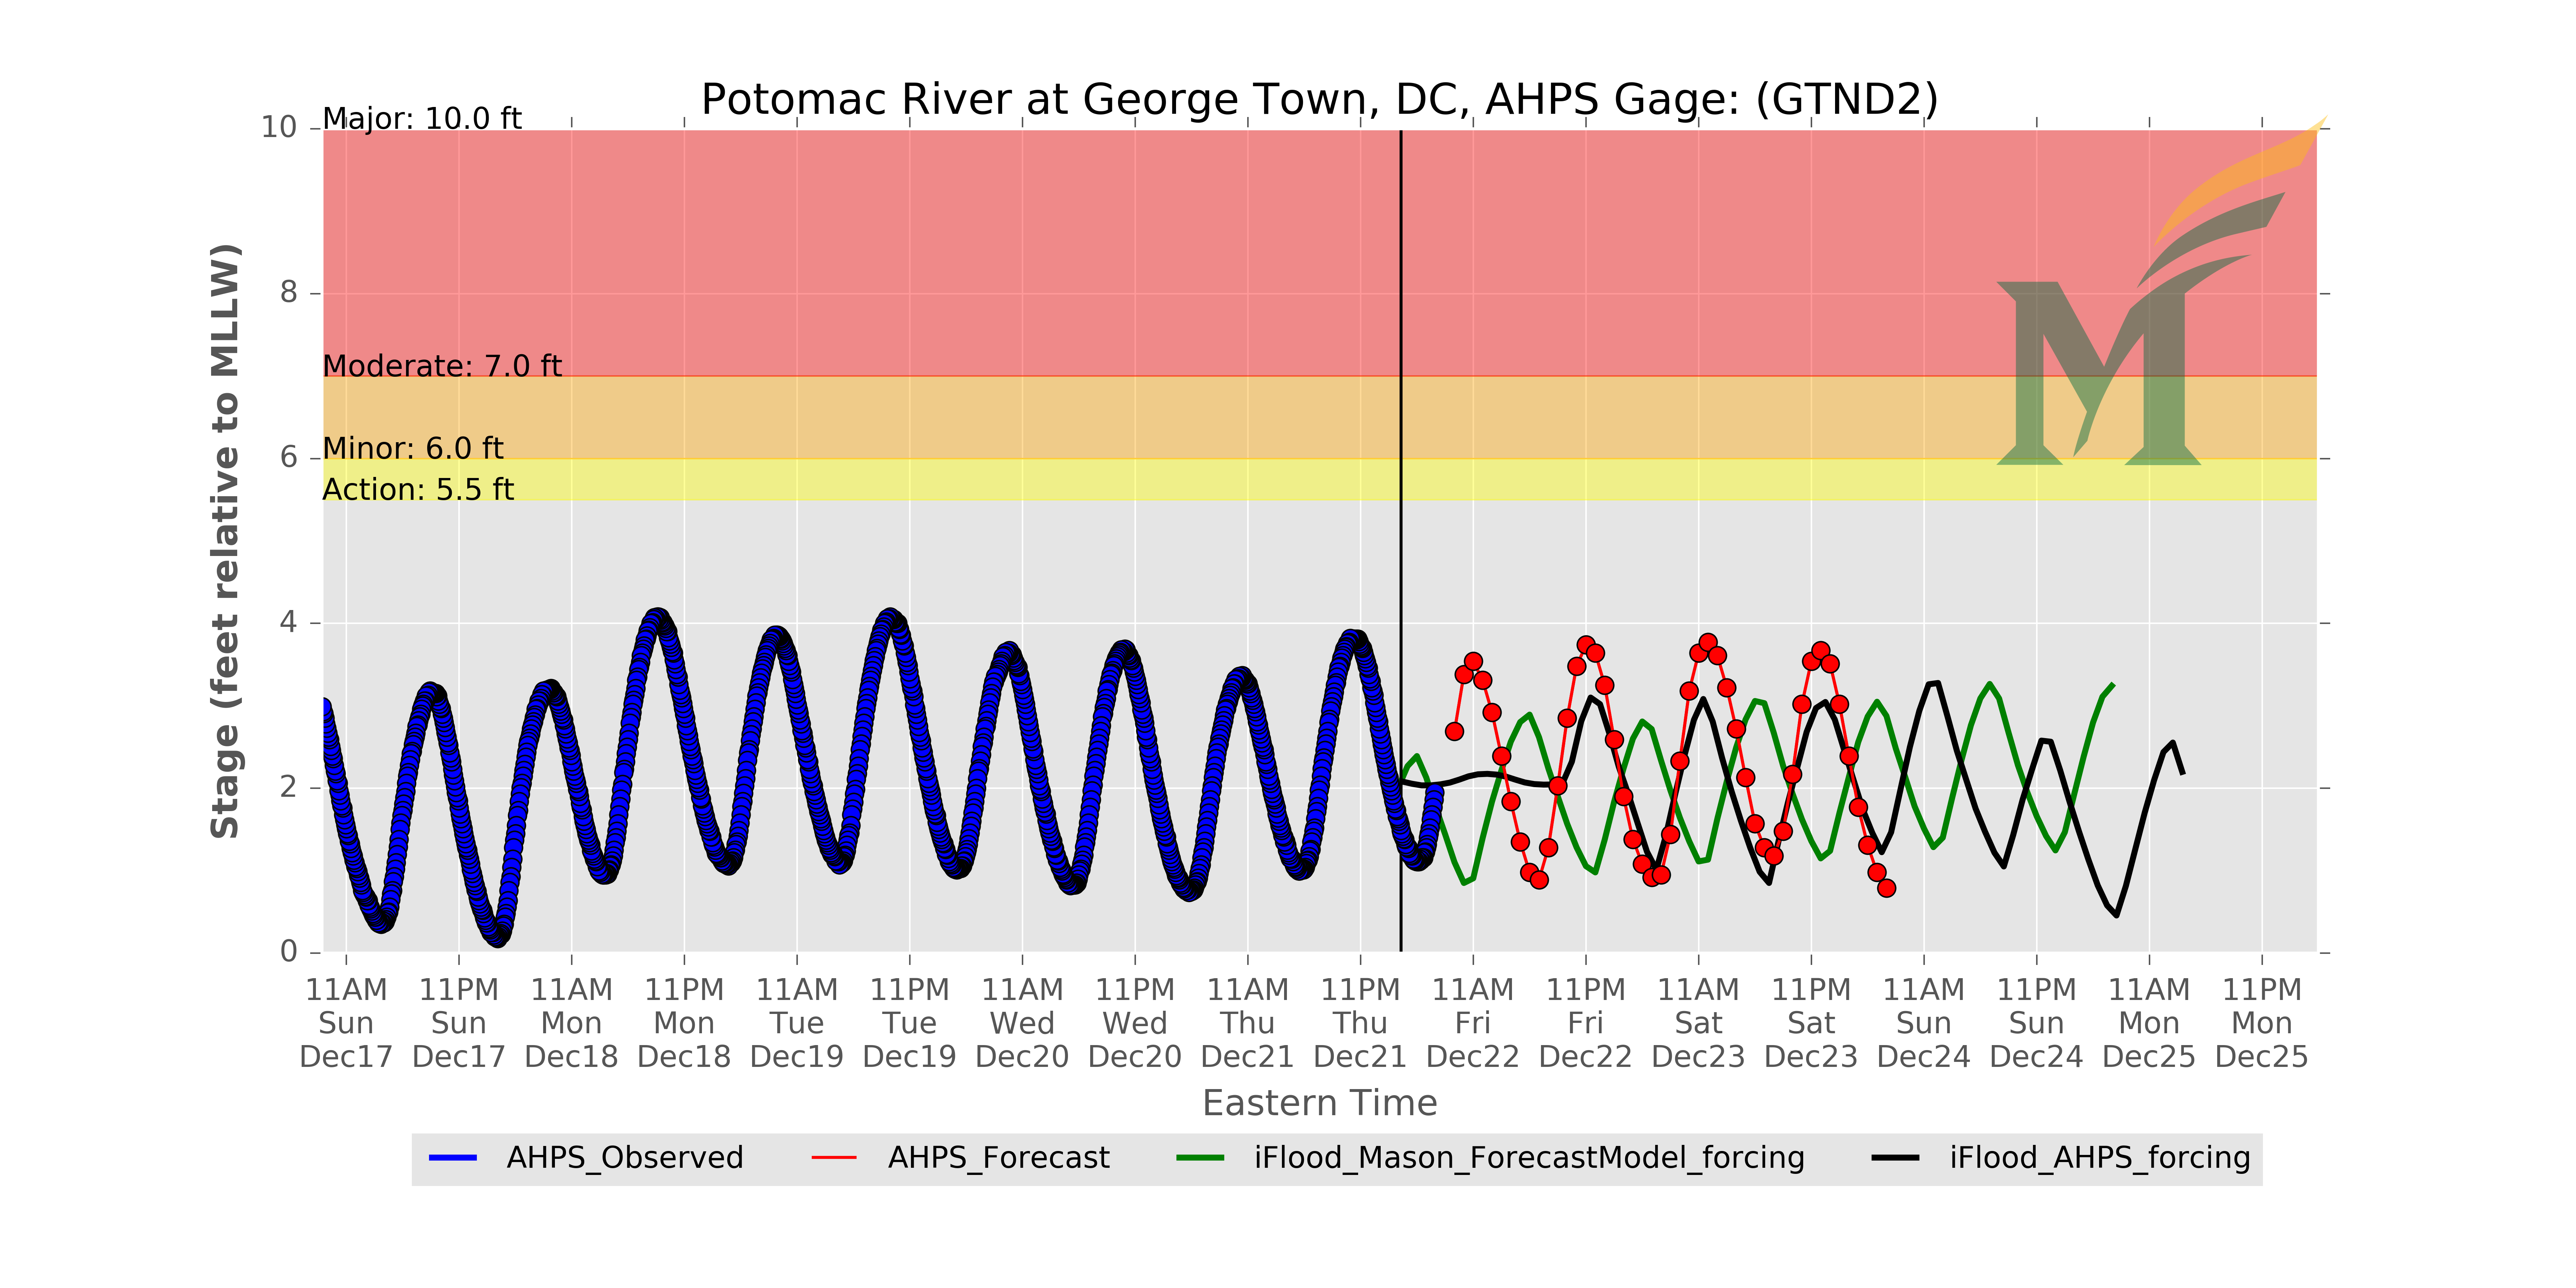 Potomac River at George Town, DC, AHPS Gage: (GTND2)
Major: 10.0 ft
Moderate: 7.0 ft
Minor: 6.0 ft
Action: 5.5 ft
Stage (feet relative to MLLW)
10
8
6
4
2
0
11AM 11PM 11AM 11PM 11AM 11PM 11AM 11PM 11AM 11PM 11AM 11PM 11AM 11PM 11AM 11PM 11AM 11PM
Sun Sun Mon Mon Tue Tue Wed Wed Thu Thu Fri Fri Sat Sat Sun Sun Mon Mon
Dec17 Dec17 Dec18 Dec18 Dec19 Dec19 Dec20 Dec20 Dec21 Dec21 Dec22 Dec22 Dec23 Dec23 Dec24 Dec24 Dec25 Dec25
Eastern Time
AHPS_Observed AHPS_Forecast iFlood_Mason_ForecastModel_forcing iFlood_AHPS_forcing
M